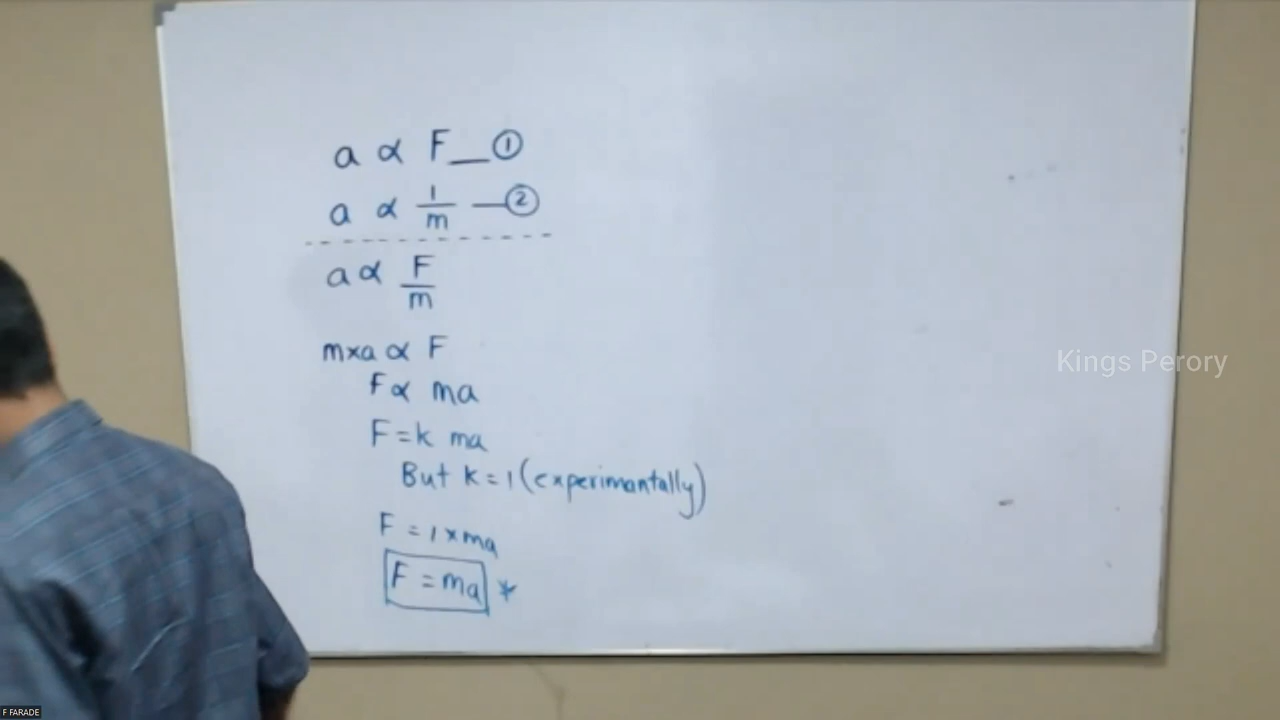 a ∝ F — ①
a ∝ 1/m — ②
a ∝ F/m
m×a ∝ F
F ∝ ma
F = k ma
But k = 1 (experimantally)
F = 1 × ma
F = ma *
Kings Perory
F FARADE